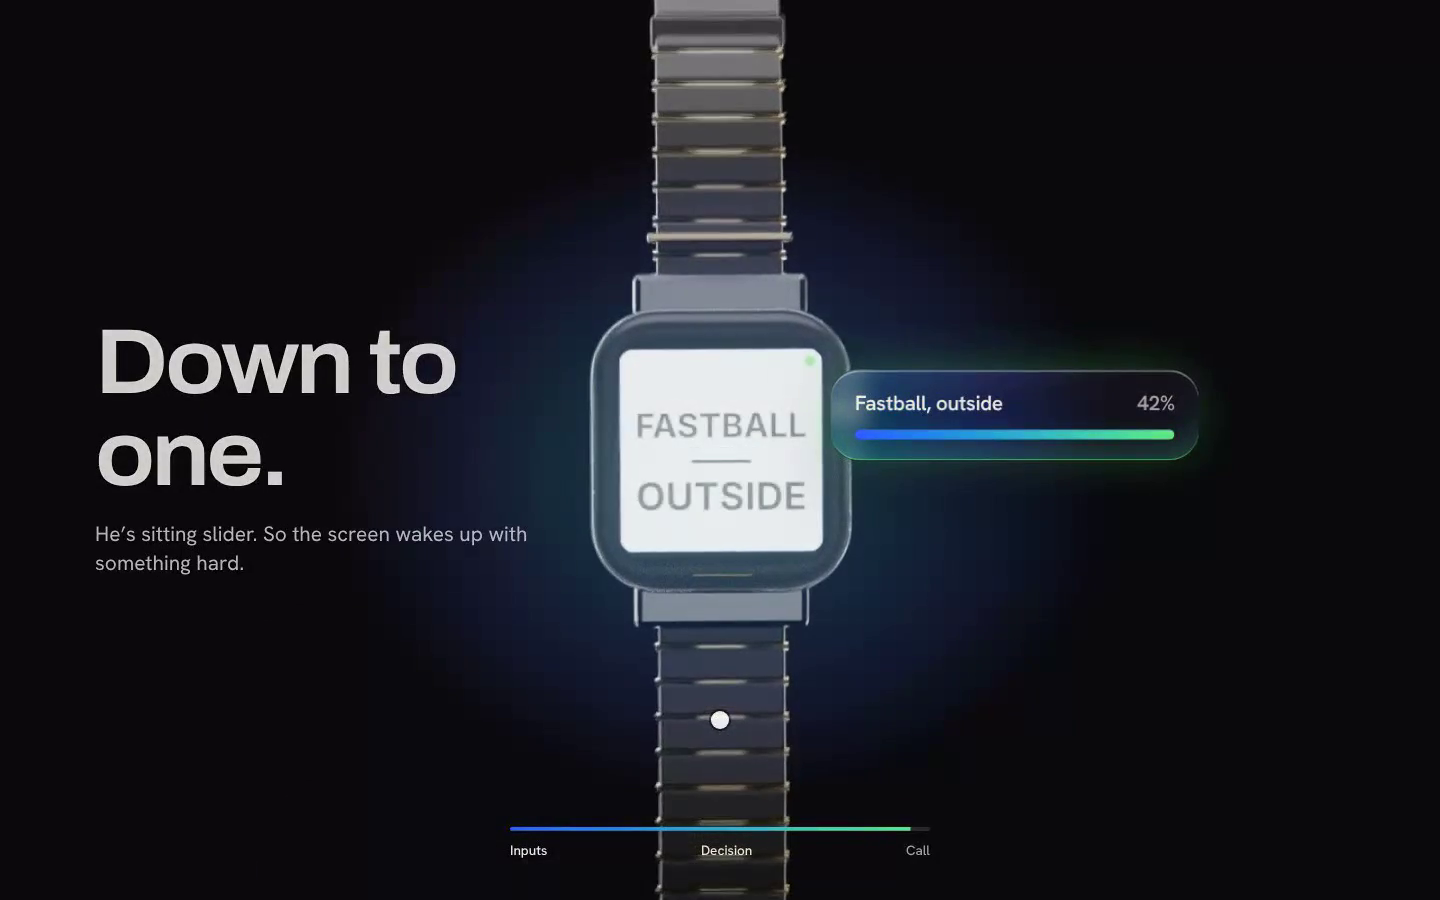 Down to
one.
He’s sitting slider. So the screen wakes up with
something hard.
FASTBALL
OUTSIDE
Fastball, outside 42%
Inputs Decision Call